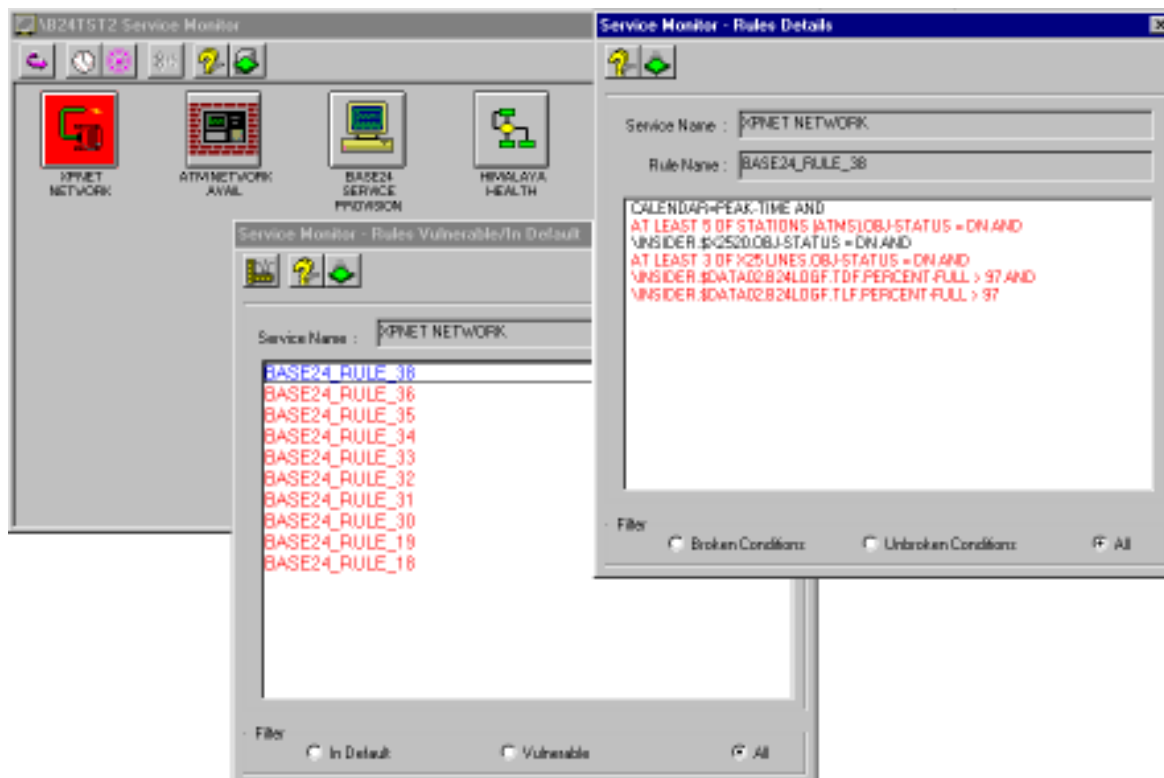 \B24TST2 Service Monitor
XPNET NETWORK
ATM NETWORK AVAIL
BASE24 SERVICE PROVISION
HIMALAYA HEALTH
Service Monitor - Rules Vulnerable/In Default
Service Name :
XPNET NETWORK
BASE24_RULE_38
BASE24_RULE_36
BASE24_RULE_35
BASE24_RULE_34
BASE24_RULE_33
BASE24_RULE_32
BASE24_RULE_31
BASE24_RULE_30
BASE24_RULE_19
BASE24_RULE_18
Filter
In Default
Vulnerable
All
Service Monitor - Rules Details
Service Name :
XPNET NETWORK
Rule Name :
BASE24_RULE_38
CALENDAR=PEAK-TIME AND
AT LEAST 5 OF STATIONS (ATMS).OBJ-STATUS = DN AND
\INSIDER.$X2520.OBJ-STATUS = DN AND
AT LEAST 3 OF X25 LINES.OBJ-STATUS = DN AND
\INSIDER.$DATA02.B24LOGF.TDF.PERCENT-FULL > 97 AND
\INSIDER.$DATA02.B24LOGF.TLF.PERCENT-FULL > 97
Filter
Broken Conditions
Unbroken Conditions
All